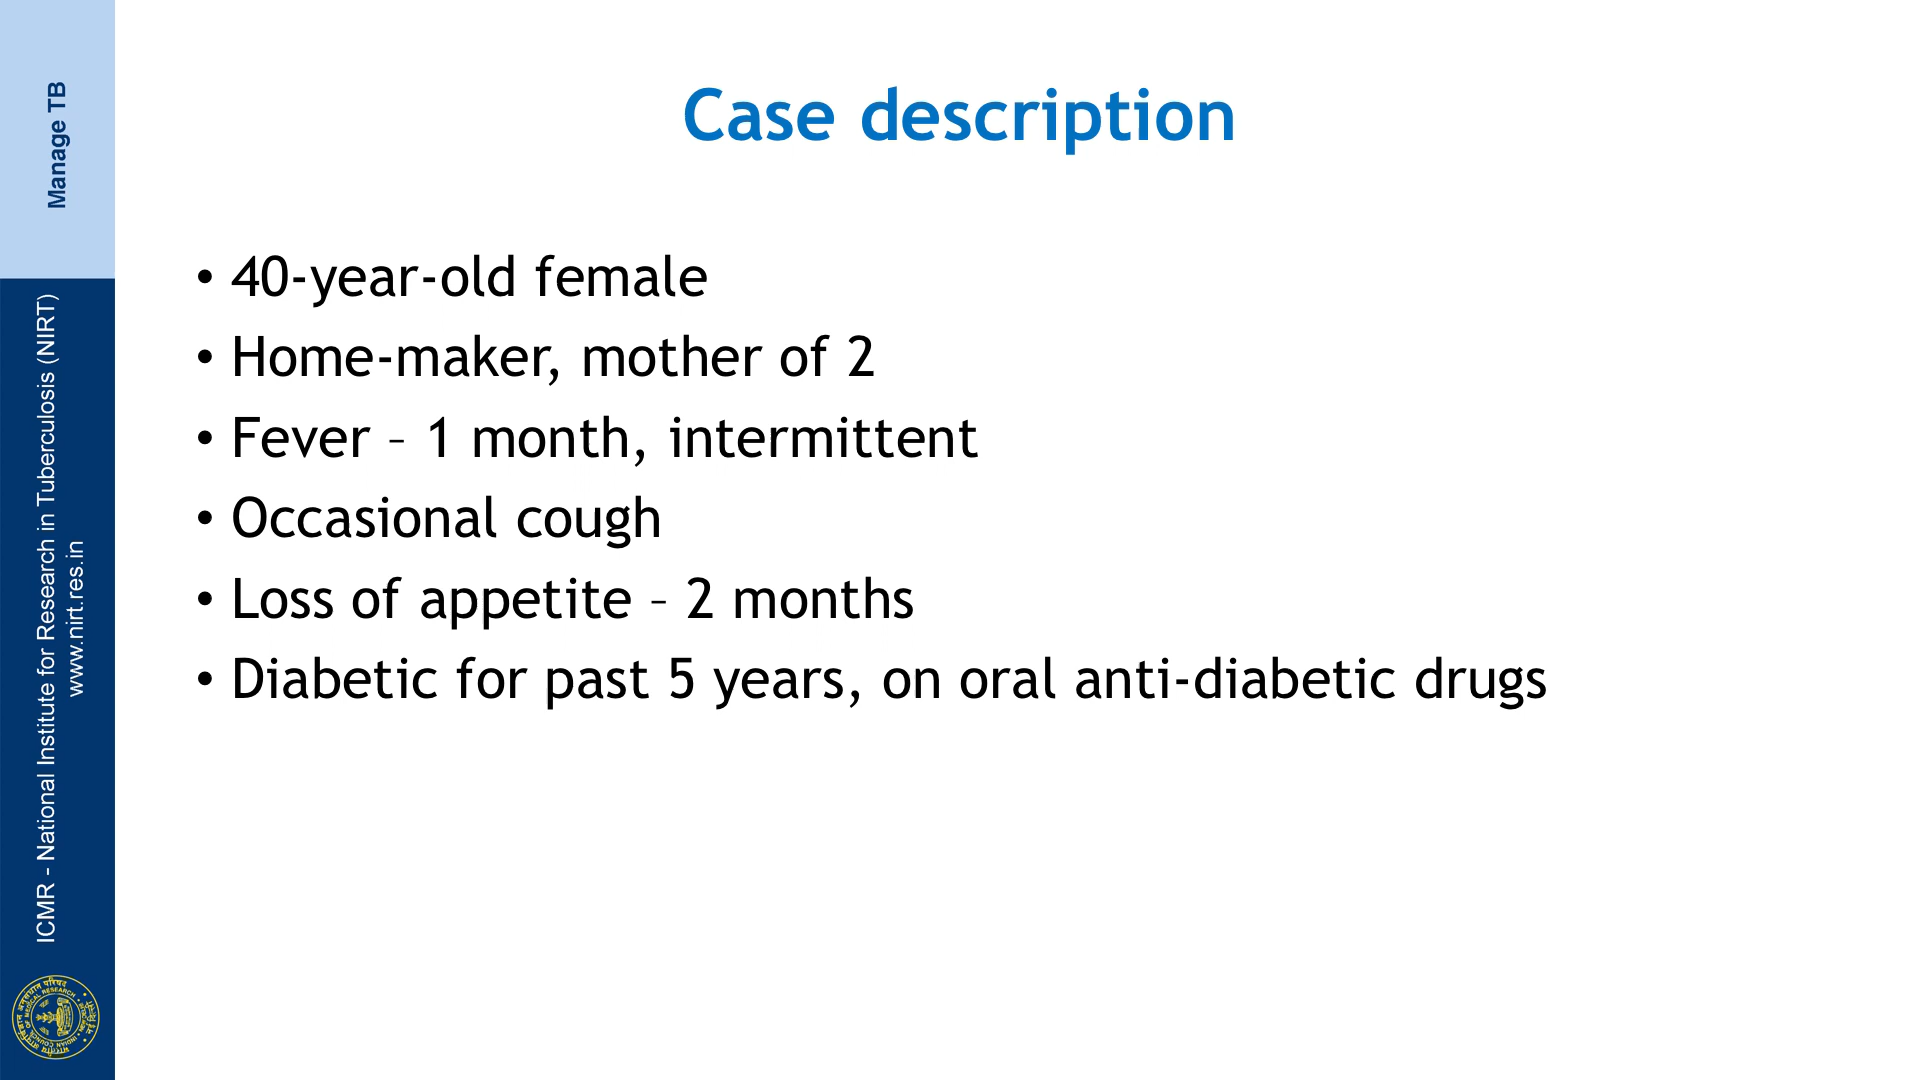 Manage TB
ICMR - National Institute for Research in Tuberculosis (NIRT)
www.nirt.res.in
Case description
• 40-year-old female
• Home-maker, mother of 2
• Fever – 1 month, intermittent
• Occasional cough
• Loss of appetite – 2 months
• Diabetic for past 5 years, on oral anti-diabetic drugs